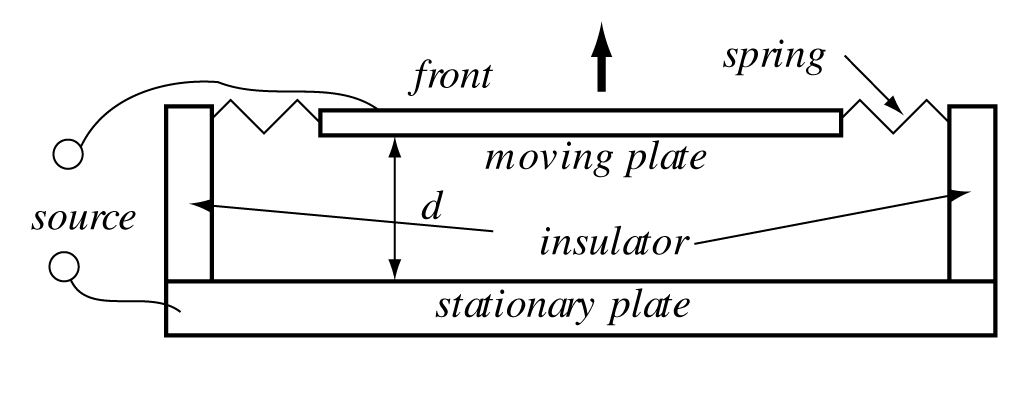 spring
front
moving plate
d
source
insulator
stationary plate